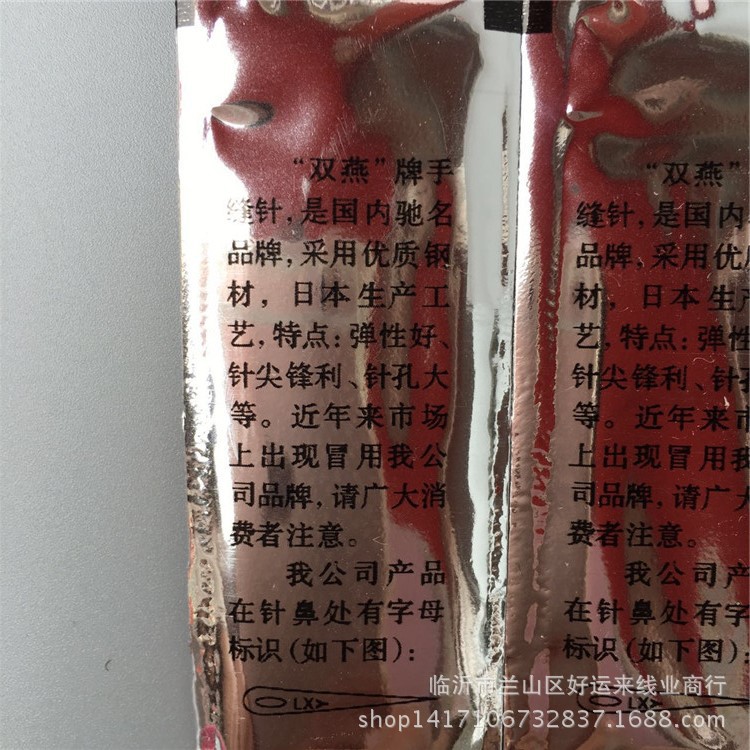 “双燕”牌手
缝针，是国内驰名
品牌，采用优质钢
材，日本生产工
艺，特点：弹性好、
针尖锋利、针孔大
等。近年来市场
上出现冒用我公
司品牌，请广大消
费者注意。
我公司产品
在针鼻处有字母
标识（如下图）：
LXY
“双燕”
缝针，是国
品牌，采用优
材，日本生产
艺，特点：弹性
针尖锋利、针孔
等。近年来
上出现冒用
司品牌，请广
费者注意。
我公司产
在针鼻处有字
标识（如下图）：
LXY
临沂市兰山区好运来线业商行
shop1417106732837.1688.com